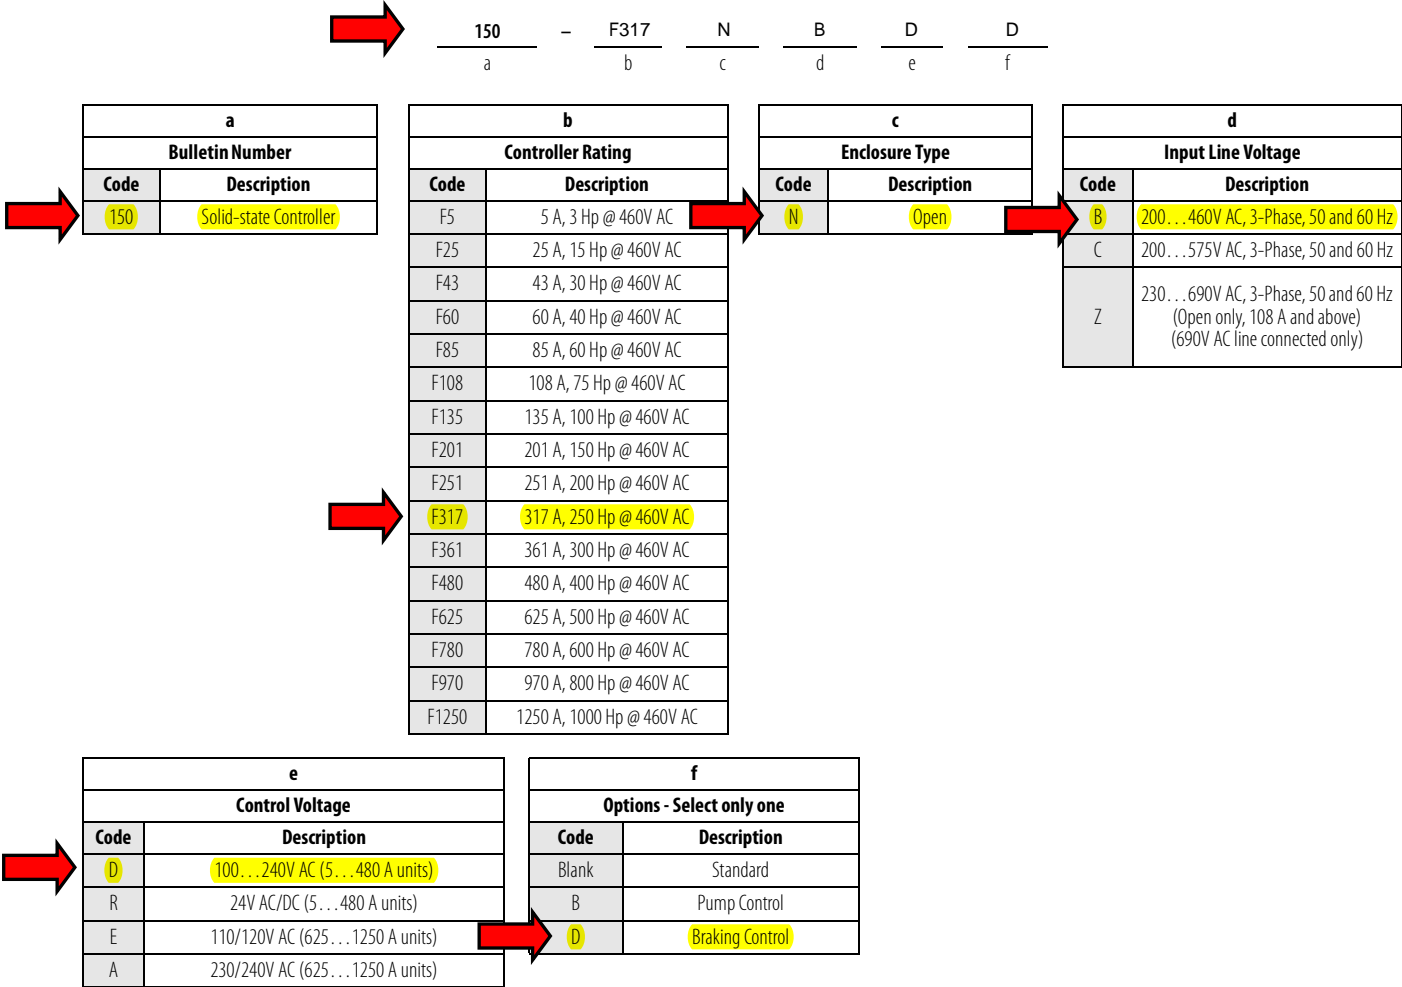 150 – F317 N B D D
a b c d e f
a
Bulletin Number
Code Description
150 Solid-state Controller
b
Controller Rating
Code Description
F5 5 A, 3 Hp @ 460V AC
F25 25 A, 15 Hp @ 460V AC
F43 43 A, 30 Hp @ 460V AC
F60 60 A, 40 Hp @ 460V AC
F85 85 A, 60 Hp @ 460V AC
F108 108 A, 75 Hp @ 460V AC
F135 135 A, 100 Hp @ 460V AC
F201 201 A, 150 Hp @ 460V AC
F251 251 A, 200 Hp @ 460V AC
F317 317 A, 250 Hp @ 460V AC
F361 361 A, 300 Hp @ 460V AC
F480 480 A, 400 Hp @ 460V AC
F625 625 A, 500 Hp @ 460V AC
F780 780 A, 600 Hp @ 460V AC
F970 970 A, 800 Hp @ 460V AC
F1250 1250 A, 1000 Hp @ 460V AC
c
Enclosure Type
Code Description
N Open
d
Input Line Voltage
Code Description
B 200...460V AC, 3-Phase, 50 and 60 Hz
C 200...575V AC, 3-Phase, 50 and 60 Hz
Z 230...690V AC, 3-Phase, 50 and 60 Hz
(Open only, 108 A and above)
(690V AC line connected only)
e
Control Voltage
Code Description
D 100...240V AC (5...480 A units)
R 24V AC/DC (5...480 A units)
E 110/120V AC (625...1250 A units)
A 230/240V AC (625...1250 A units)
f
Options - Select only one
Code Description
Blank Standard
B Pump Control
D Braking Control